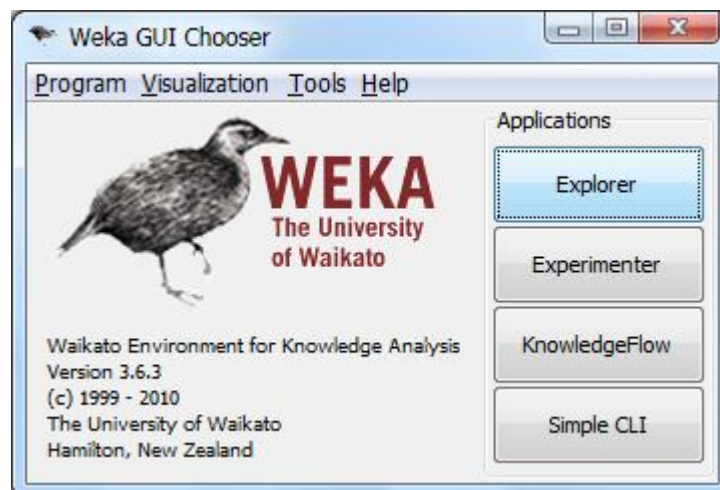 Weka GUI Chooser
Program Visualization Tools Help
WEKA
The University
of Waikato
Waikato Environment for Knowledge Analysis
Version 3.6.3
(c) 1999 - 2010
The University of Waikato
Hamilton, New Zealand
Applications
Explorer
Experimenter
KnowledgeFlow
Simple CLI